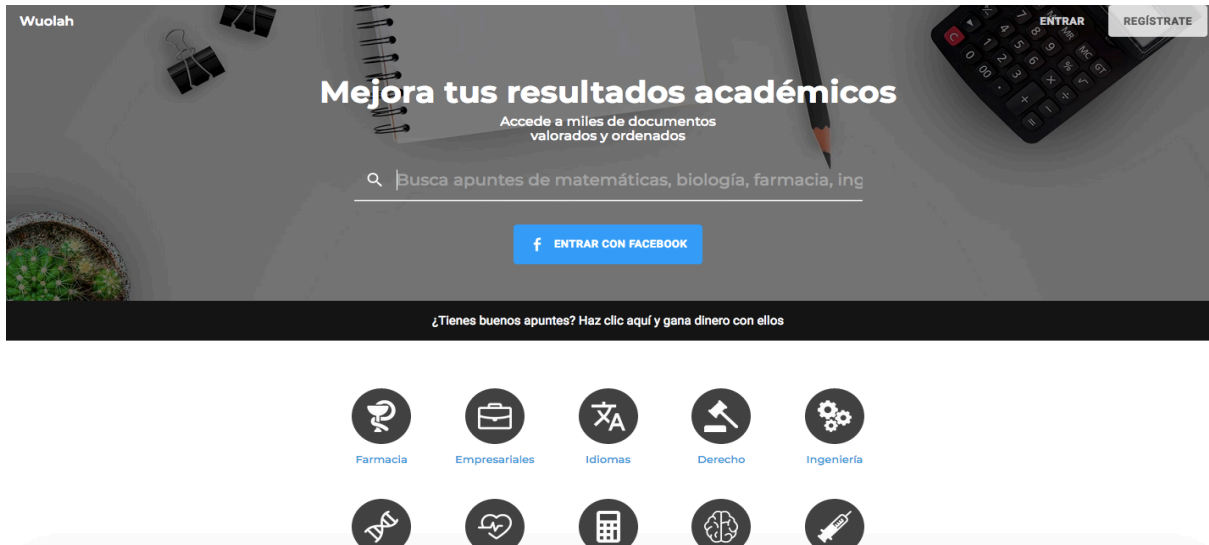 Wuolah
ENTRAR
REGÍSTRATE
Mejora tus resultados académicos
Accede a miles de documentos
valorados y ordenados
Busca apuntes de matemáticas, biología, farmacia, ing
ENTRAR CON FACEBOOK
¿Tienes buenos apuntes? Haz clic aquí y gana dinero con ellos
Farmacia
Empresariales
Idiomas
Derecho
Ingeniería